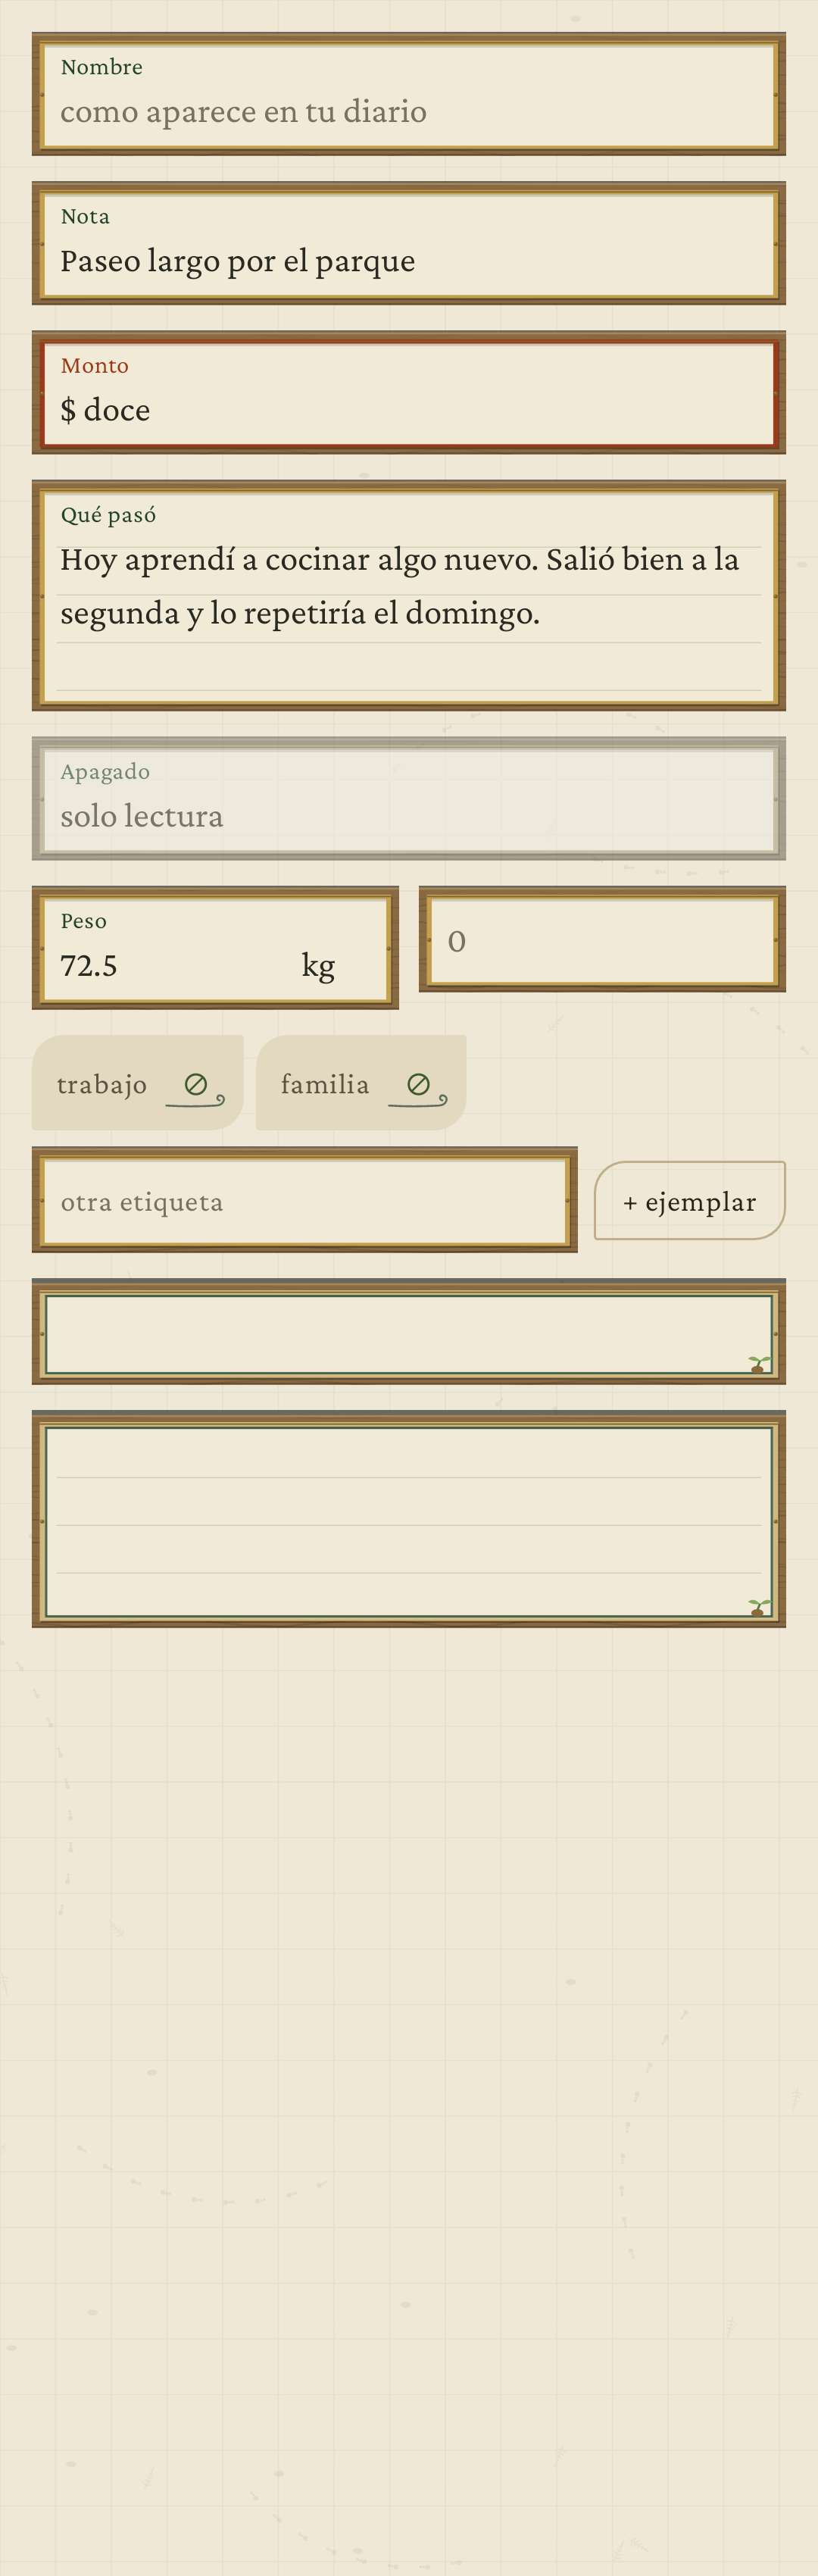 Nombre
como aparece en tu diario
Nota
Paseo largo por el parque
Monto
$ doce
Qué pasó
Hoy aprendí a cocinar algo nuevo. Salió bien a la
segunda y lo repetiría el domingo.
Apagado
solo lectura
Peso
72.5 kg
0
trabajo
familia
otra etiqueta
+ ejemplar